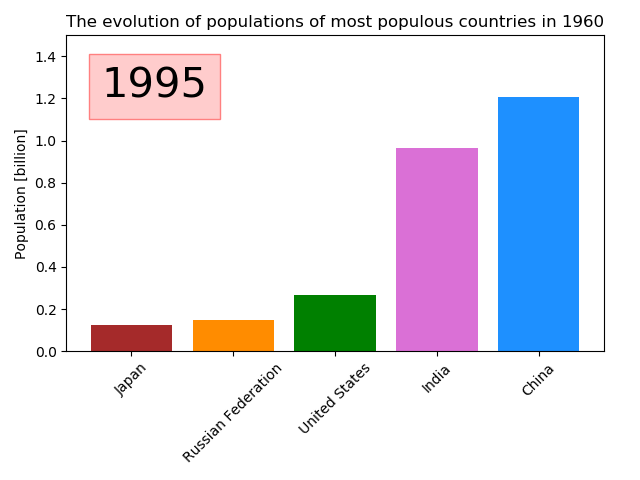 The evolution of populations of most populous countries in 1960
1995
Population [billion]
1.4
1.2
1.0
0.8
0.6
0.4
0.2
0.0
Japan
Russian Federation
United States
India
China